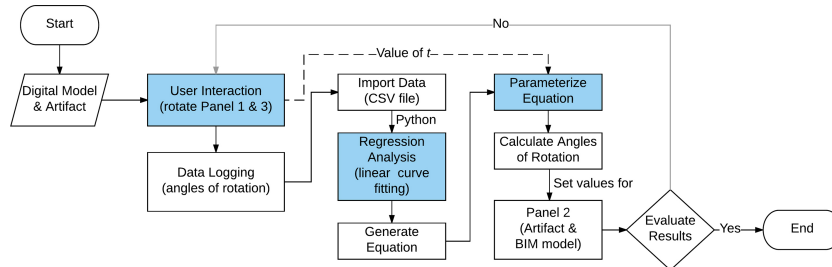 Start
Digital Model
& Artifact
User Interaction
(rotate Panel 1 & 3)
Data Logging
(angles of rotation)
Value of t
No
Import Data
(CSV file)
Python
Regression
Analysis
(linear curve
fitting)
Generate
Equation
Parameterize
Equation
Calculate Angles
of Rotation
Set values for
Panel 2
(Artifact &
BIM model)
Evaluate
Results
Yes
End